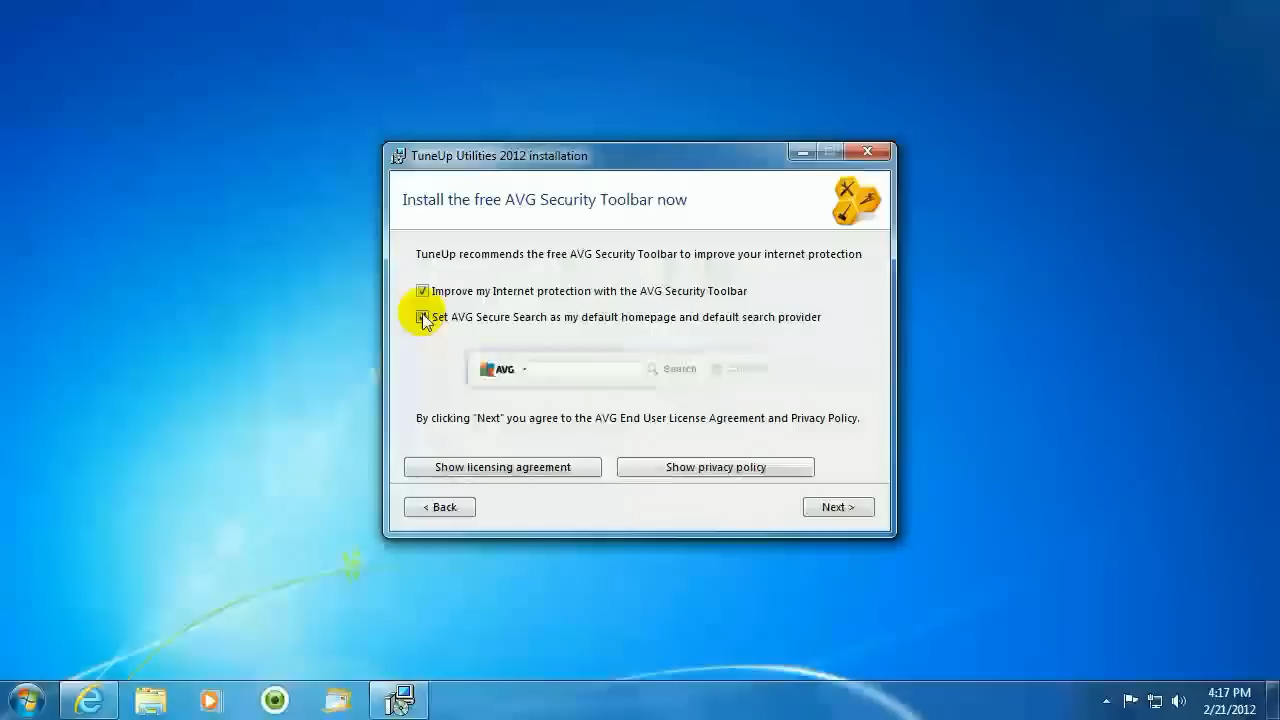 TuneUp Utilities 2012 installation
Install the free AVG Security Toolbar now
TuneUp recommends the free AVG Security Toolbar to improve your internet protection
Improve my Internet protection with the AVG Security Toolbar
Set AVG Secure Search as my default homepage and default search provider
AVG
Search
By clicking "Next" you agree to the AVG End User License Agreement and Privacy Policy.
Show licensing agreement
Show privacy policy
< Back
Next >
4:17 PM
2/21/2012